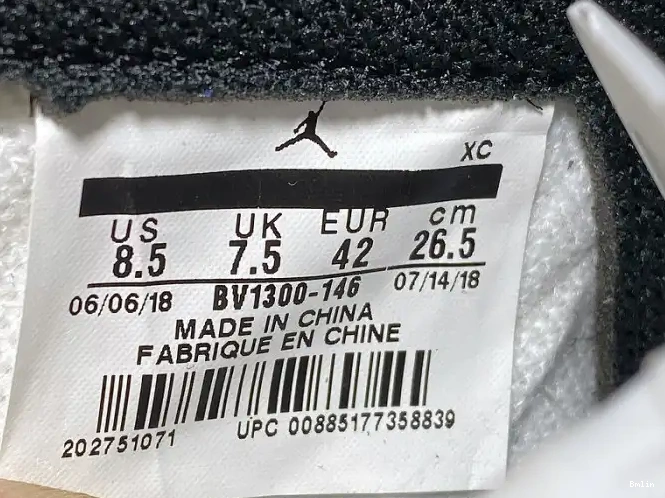 XC
US UK EUR cm
8.5 7.5 42 26.5
06/06/18 BV1300-146 07/14/18
MADE IN CHINA
FABRIQUE EN CHINE
202751071 UPC 00885177358839
Bmlin